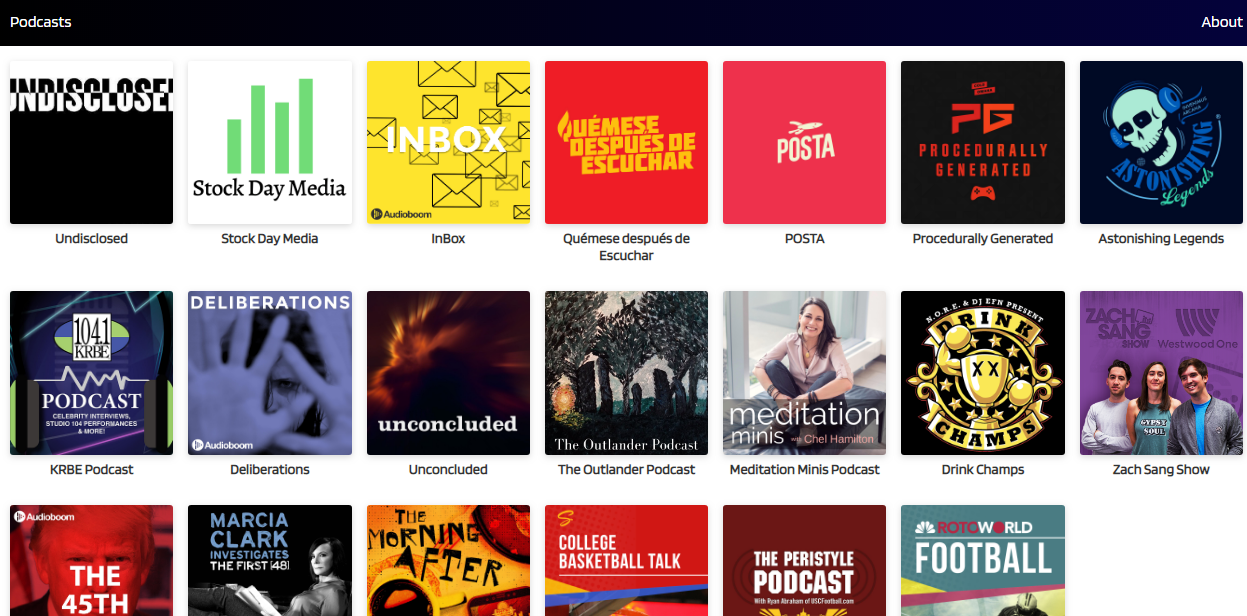 Podcasts
About
UNDISCLOSED
Stock Day Media
INBOX
Audioboom
QUÉMESE
DESPUÉS DE
ESCUCHAR
POSTA
PG
PROCEDURALLY
GENERATED
ASTONISHING
Legends
Undisclosed
Stock Day Media
InBox
Quémese después de
Escuchar
POSTA
Procedurally Generated
Astonishing Legends
104.1
KRBE
PODCAST
CELEBRITY INTERVIEWS,
STUDIO 104 PERFORMANCES
& MORE!
DELIBERATIONS
Audioboom
unconcluded
The Outlander Podcast
meditation
minis with Chel Hamilton
N.O.R.E. & DJ EFN PRESENT
DRINK
CHAMPS
ZACH
SANG
SHOW
Westwood One
GYPSY
SOUL
KRBE Podcast
Deliberations
Unconcluded
The Outlander Podcast
Meditation Minis Podcast
Drink Champs
Zach Sang Show
Audioboom
THE
45TH
MARCIA
CLARK
INVESTIGATES
THE FIRST |48|
THE
MORNING
AFTER
COLLEGE
BASKETBALL TALK
THE PERISTYLE
PODCAST
With Ryan Abraham of USCFootball.com
ROTOWORLD
FOOTBALL